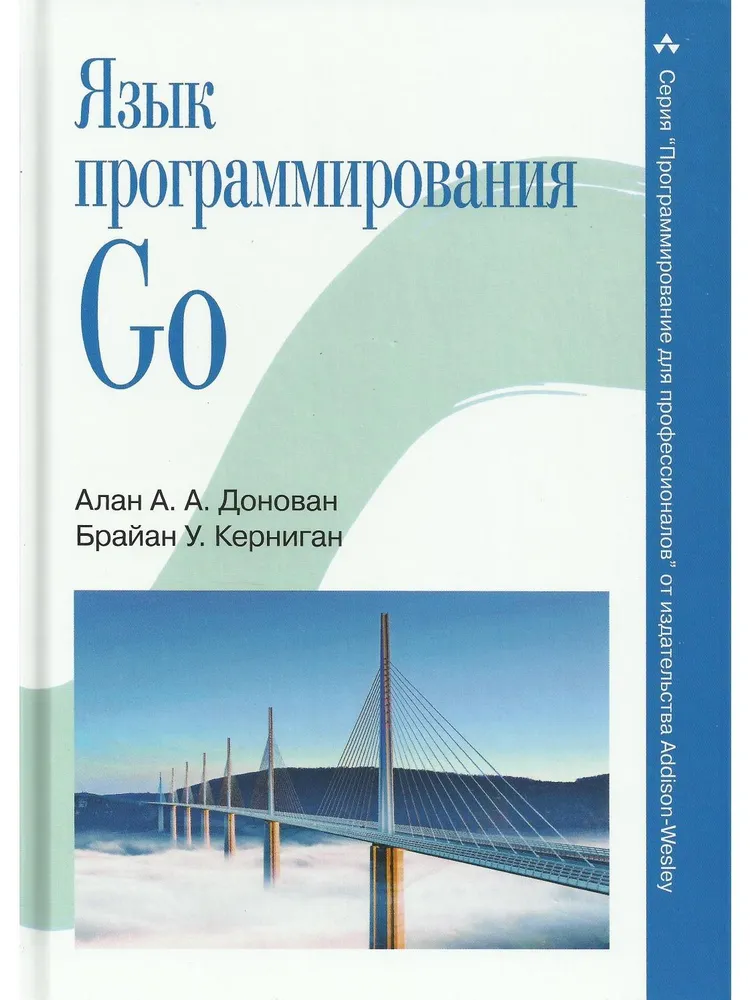 Язык
программирования
Go
Алан А. А. Донован
Брайан У. Керниган
Серия "Программирование для профессионалов" от издательства Addison-Wesley